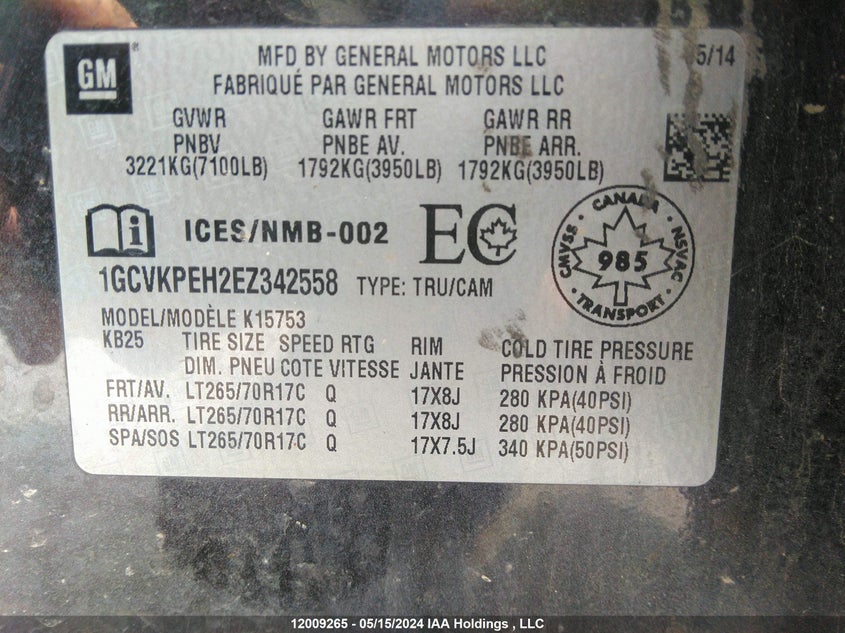 GM
MFD BY GENERAL MOTORS LLC 5/14
FABRIQUÉ PAR GENERAL MOTORS LLC
GVWR GAWR FRT GAWR RR
PNBV PNBE AV. PNBE ARR.
3221KG(7100LB) 1792KG(3950LB) 1792KG(3950LB)
ICES/NMB-002 EC
CANADA
CMVSS 985 NSVAC
TRANSPORT
1GCVKPEH2EZ342558 TYPE: TRU/CAM
MODEL/MODÈLE K15753
KB25 TIRE SIZE SPEED RTG RIM COLD TIRE PRESSURE
DIM. PNEU COTE VITESSE JANTE PRESSION À FROID
FRT/AV. LT265/70R17C Q 17X8J 280 KPA(40PSI)
RR/ARR. LT265/70R17C Q 17X8J 280 KPA(40PSI)
SPA/SOS LT265/70R17C Q 17X7.5J 340 KPA(50PSI)
12009265 - 05/15/2024 IAA Holdings , LLC